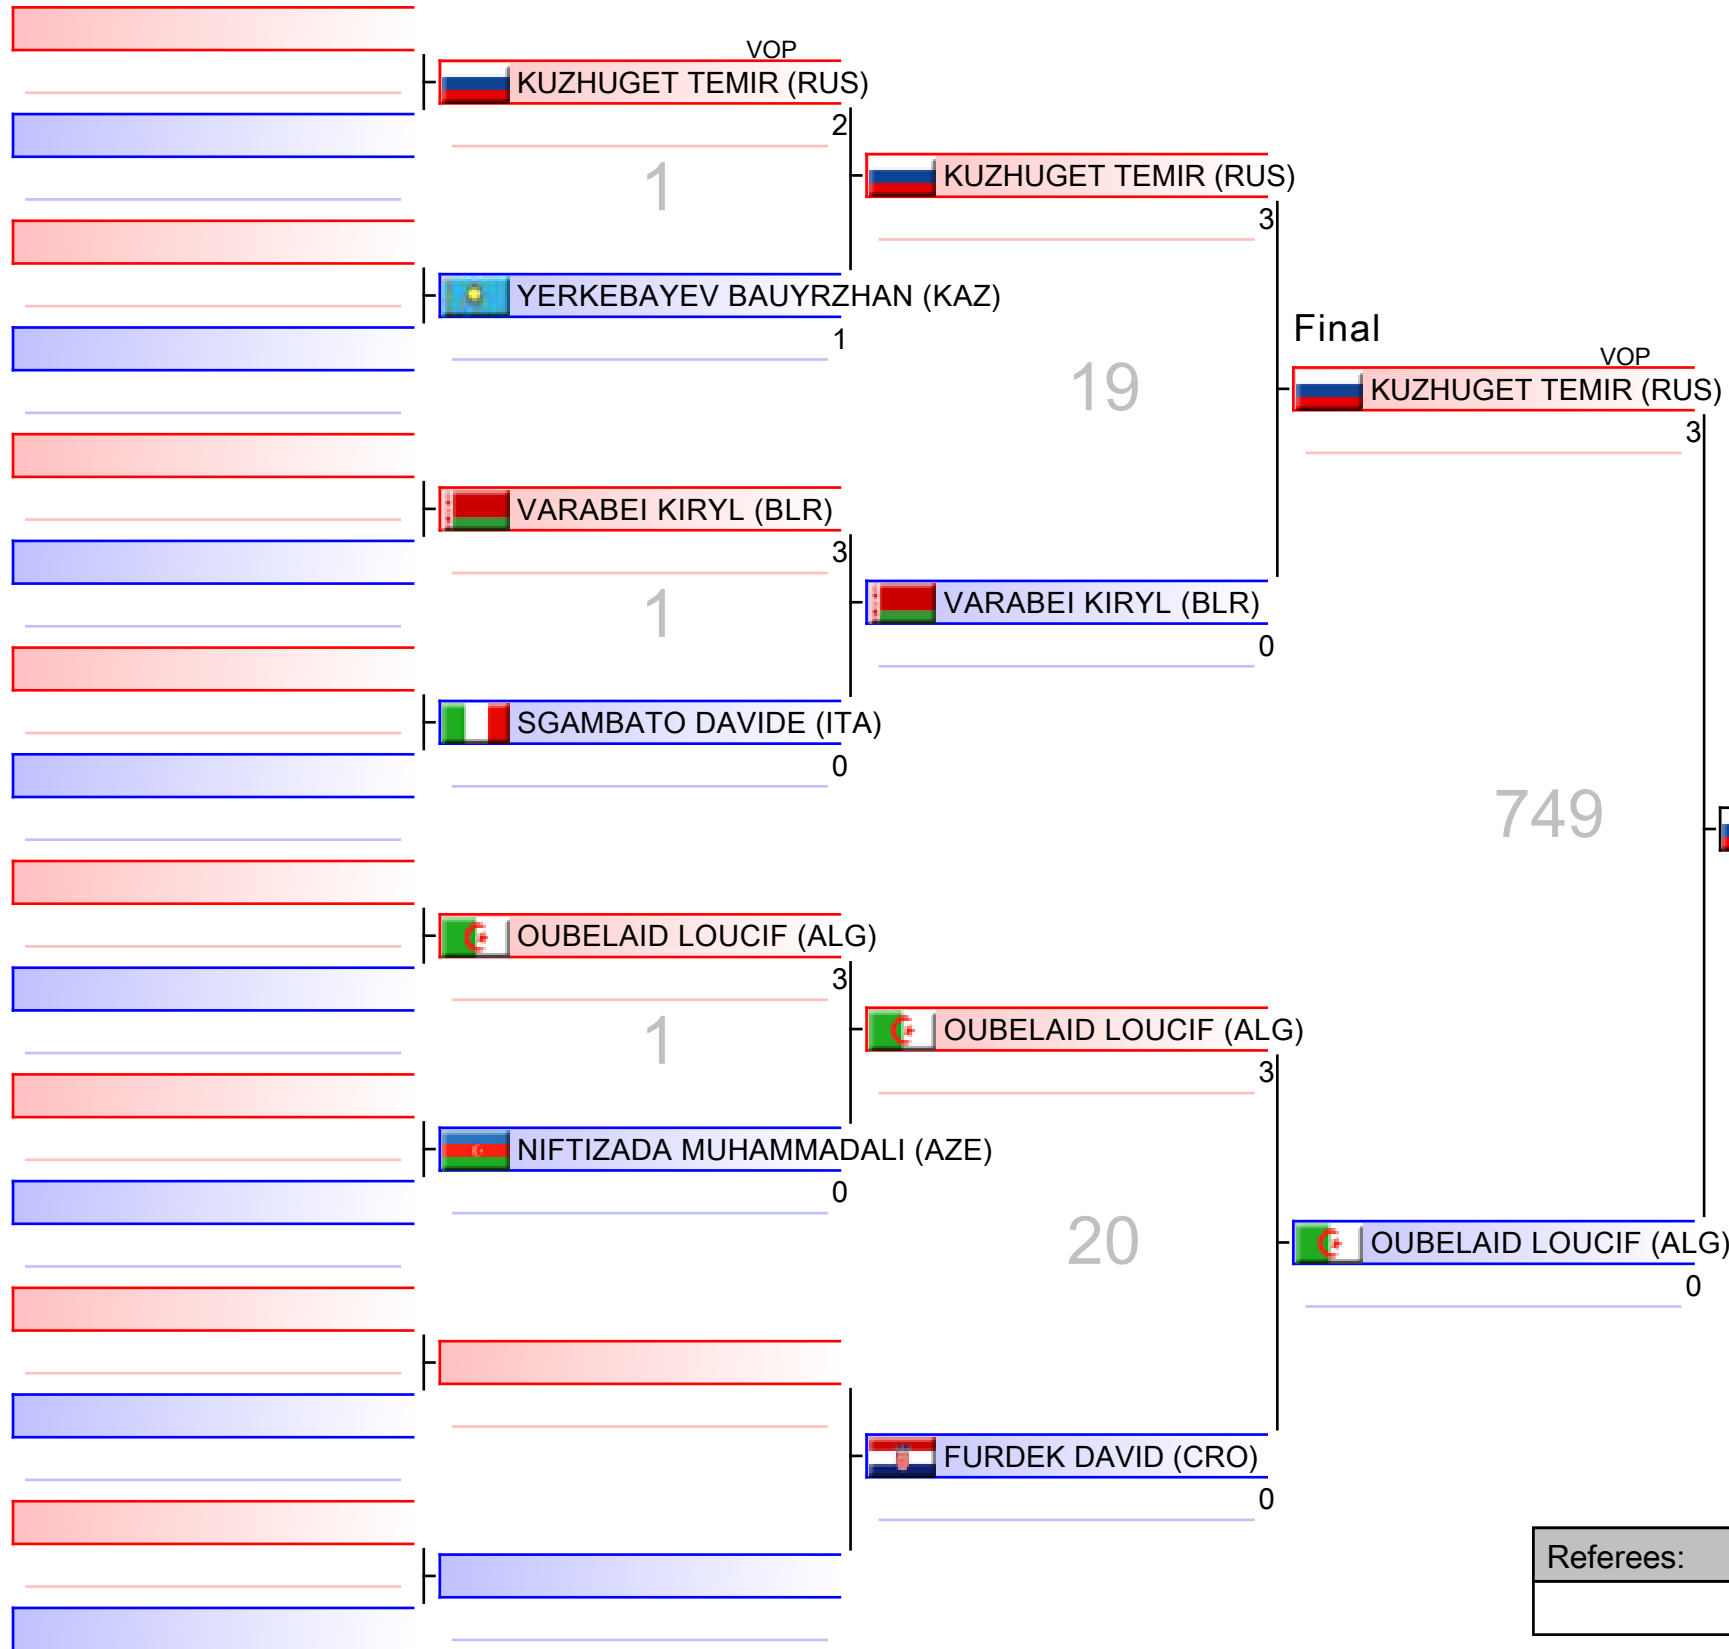 VOP
KUZHUGET TEMIR (RUS)
2
1
YERKEBAYEV BAUYRZHAN (KAZ)
1
VARABEI KIRYL (BLR)
3
1
SGAMBATO DAVIDE (ITA)
0
OUBELAID LOUCIF (ALG)
3
1
NIFTIZADA MUHAMMADALI (AZE)
0
KUZHUGET TEMIR (RUS)
3
19
VARABEI KIRYL (BLR)
0
OUBELAID LOUCIF (ALG)
3
20
FURDEK DAVID (CRO)
0
Final
VOP
KUZHUGET TEMIR (RUS)
3
749
OUBELAID LOUCIF (ALG)
0
Referees: